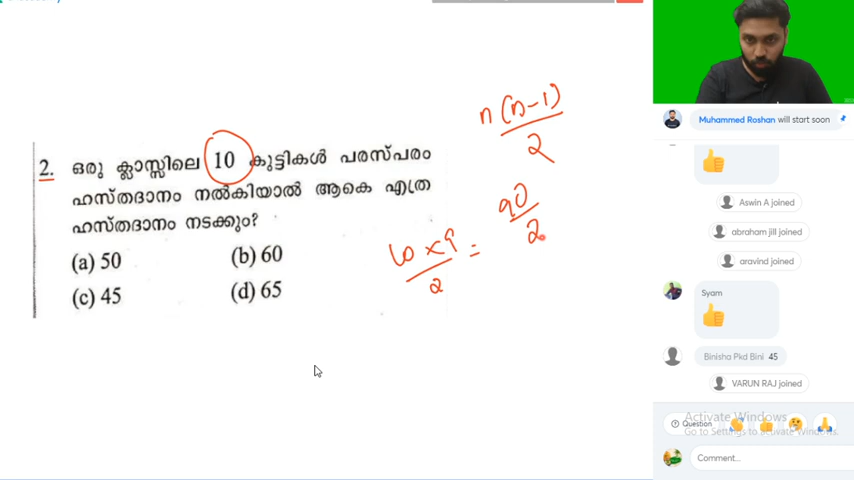 2. ഒരു ക്ലാസ്സിലെ 10 കുട്ടികൾ പരസ്പരം
ഹസ്തദാനം നൽകിയാൽ ആകെ എത്ര
ഹസ്തദാനം നടക്കും?
(a) 50
(b) 60
(c) 45
(d) 65
n(n-1)
2
90
2
10 × 9 =
2
Muhammed Roshan will start soon
Aswin A joined
abraham jill joined
aravind joined
Syam
Binisha Pkd Bini 45
VARUN RAJ joined
Activate Windows
Go to Settings to activate Windows.
Question
Comment...